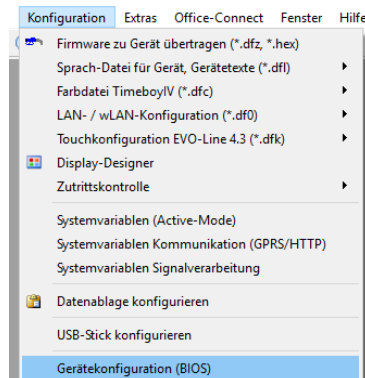 Konfiguration Extras Office-Connect Fenster Hilfe
Firmware zu Gerät übertragen (*.dfz, *.hex)
Sprach-Datei für Gerät, Gerätetexte (*.dfl)
Farbdatei TimeboyIV (*.dfc)
LAN- / wLAN-Konfiguration (*.df0)
Touchkonfiguration EVO-Line 4.3 (*.dfk)
Display-Designer
Zutrittskontrolle
Systemvariablen (Active-Mode)
Systemvariablen Kommunikation (GPRS/HTTP)
Systemvariablen Signalverarbeitung
Datenablage konfigurieren
USB-Stick konfigurieren
Gerätekonfiguration (BIOS)